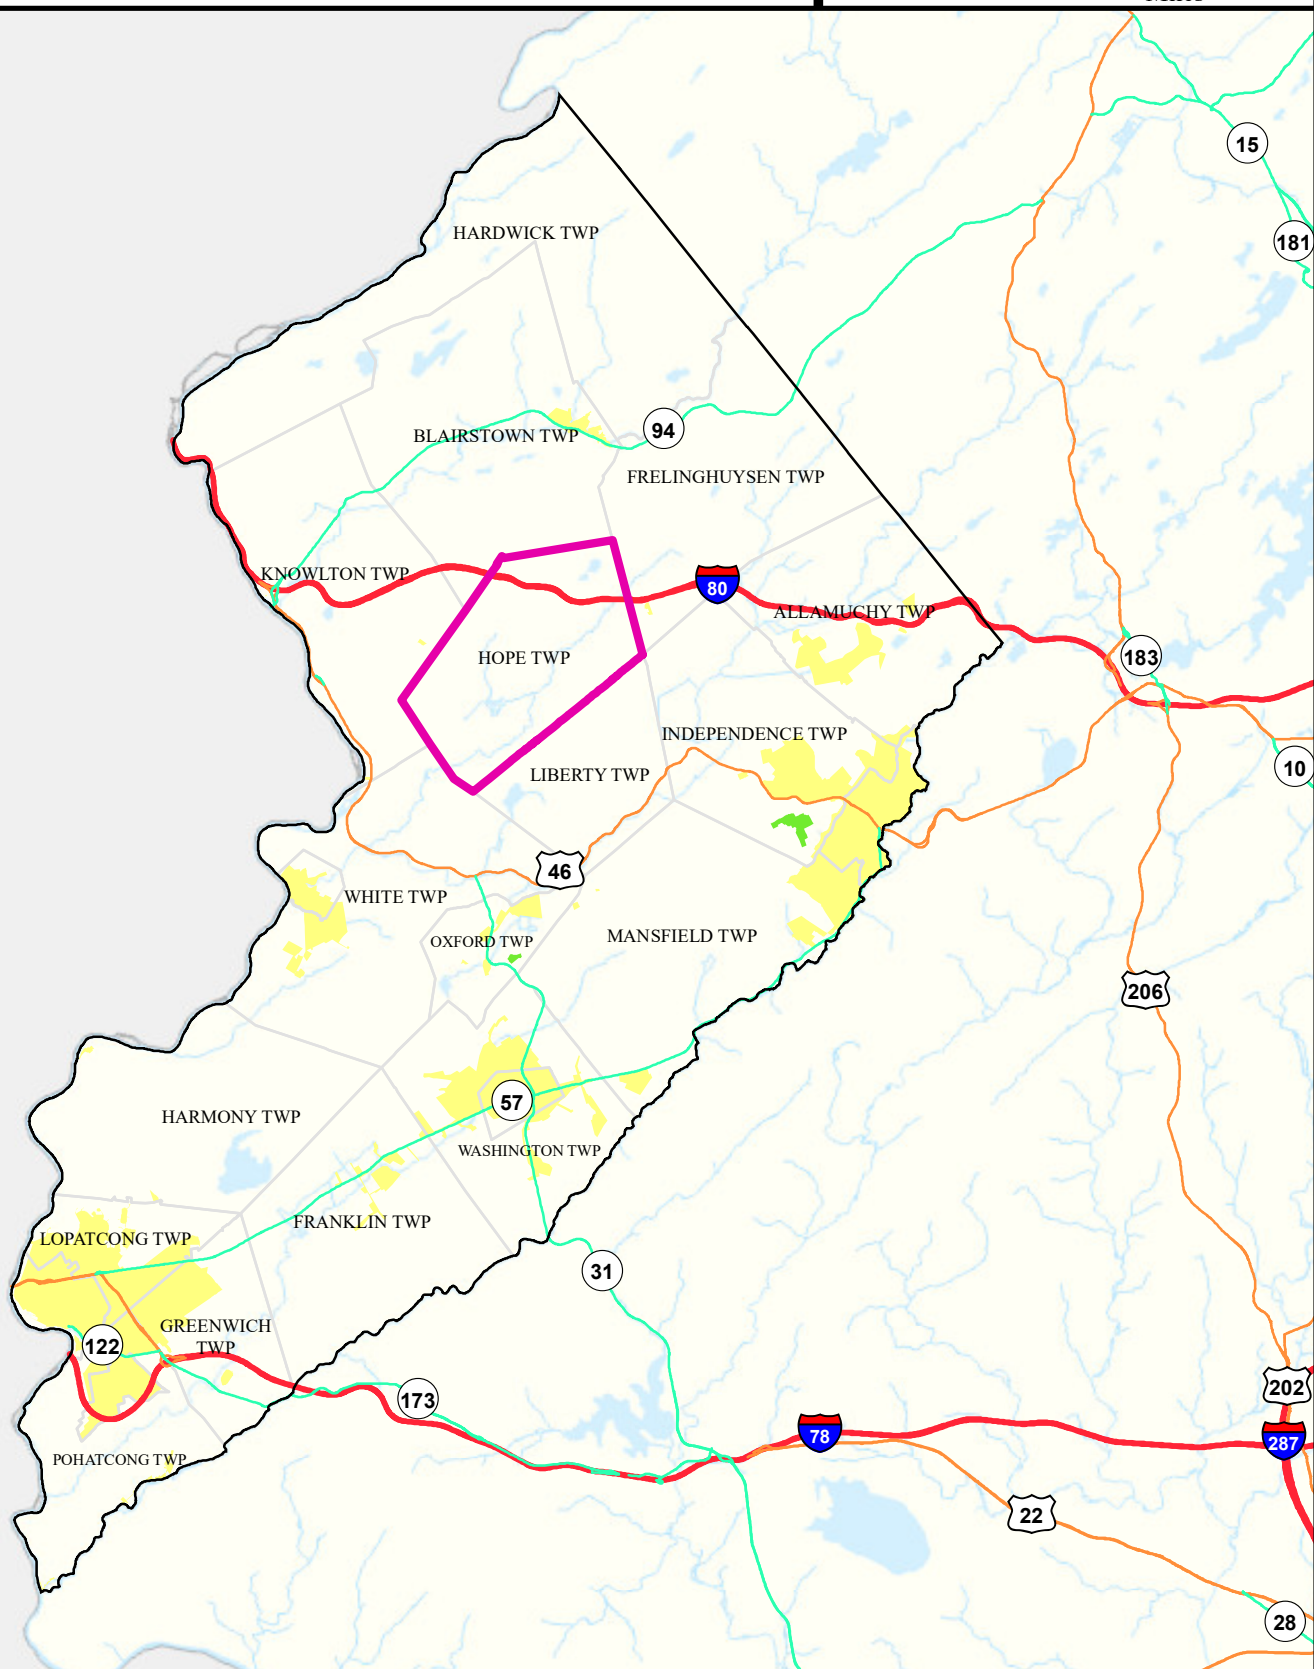 15
181
HARDWICK TWP
94
BLAIRSTOWN TWP
FRELINGHUYSEN TWP
KNOWLTON TWP
80
ALLAMUCHY TWP
HOPE TWP
183
INDEPENDENCE TWP
LIBERTY TWP
10
46
WHITE TWP
OXFORD TWP
MANSFIELD TWP
206
57
HARMONY TWP
WASHINGTON TWP
FRANKLIN TWP
LOPATCONG TWP
31
GREENWICH
TWP
122
202
173
78
287
POHATCONG TWP
22
28